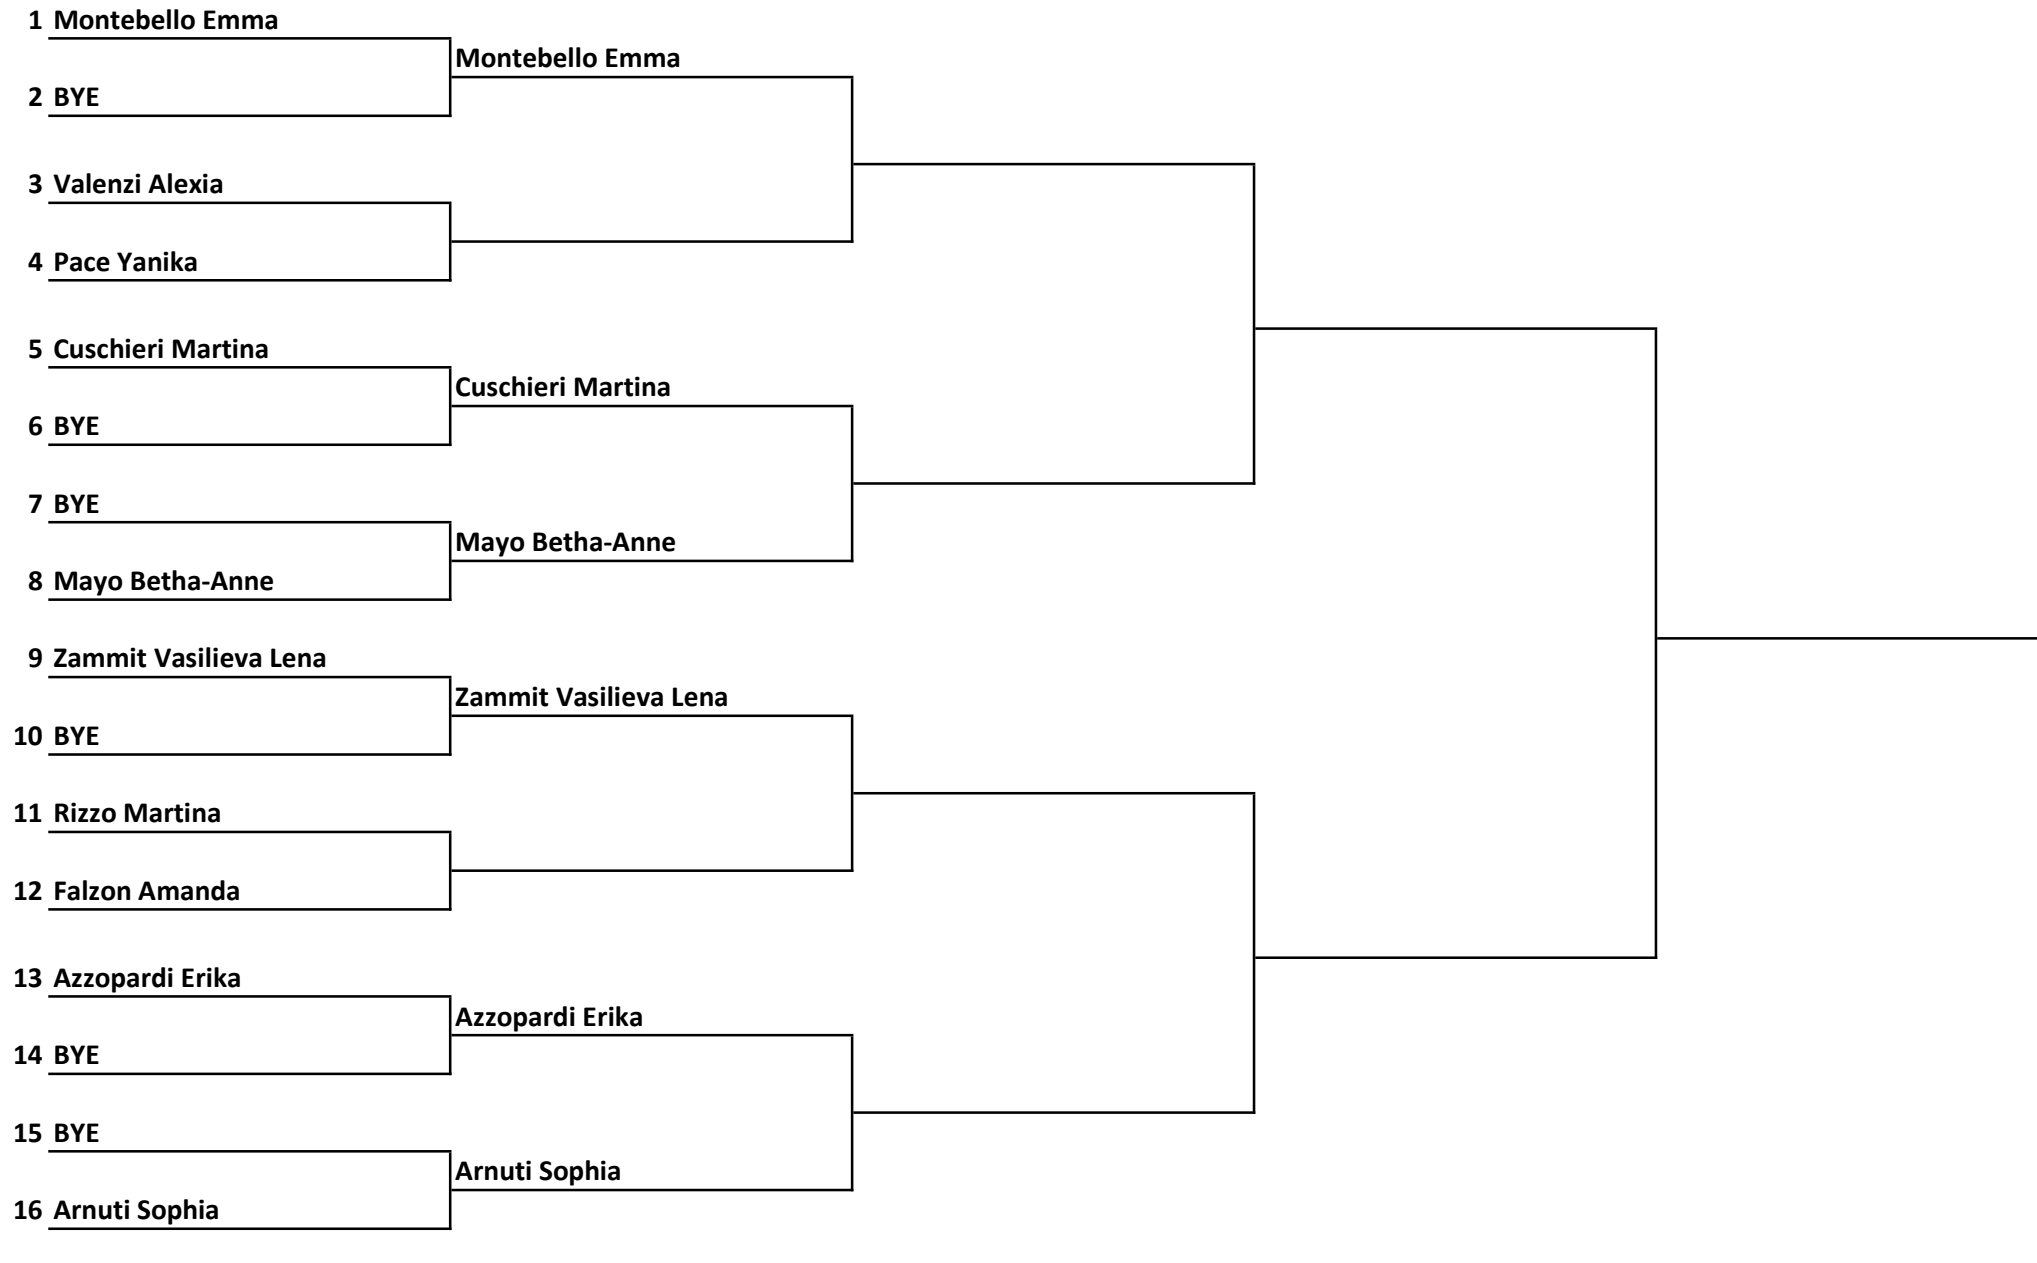 1 Montebello Emma
Montebello Emma
2 BYE
3 Valenzi Alexia
4 Pace Yanika
5 Cuschieri Martina
Cuschieri Martina
6 BYE
7 BYE
Mayo Betha-Anne
8 Mayo Betha-Anne
9 Zammit Vasilieva Lena
Zammit Vasilieva Lena
10 BYE
11 Rizzo Martina
12 Falzon Amanda
13 Azzopardi Erika
Azzopardi Erika
14 BYE
15 BYE
Arnuti Sophia
16 Arnuti Sophia